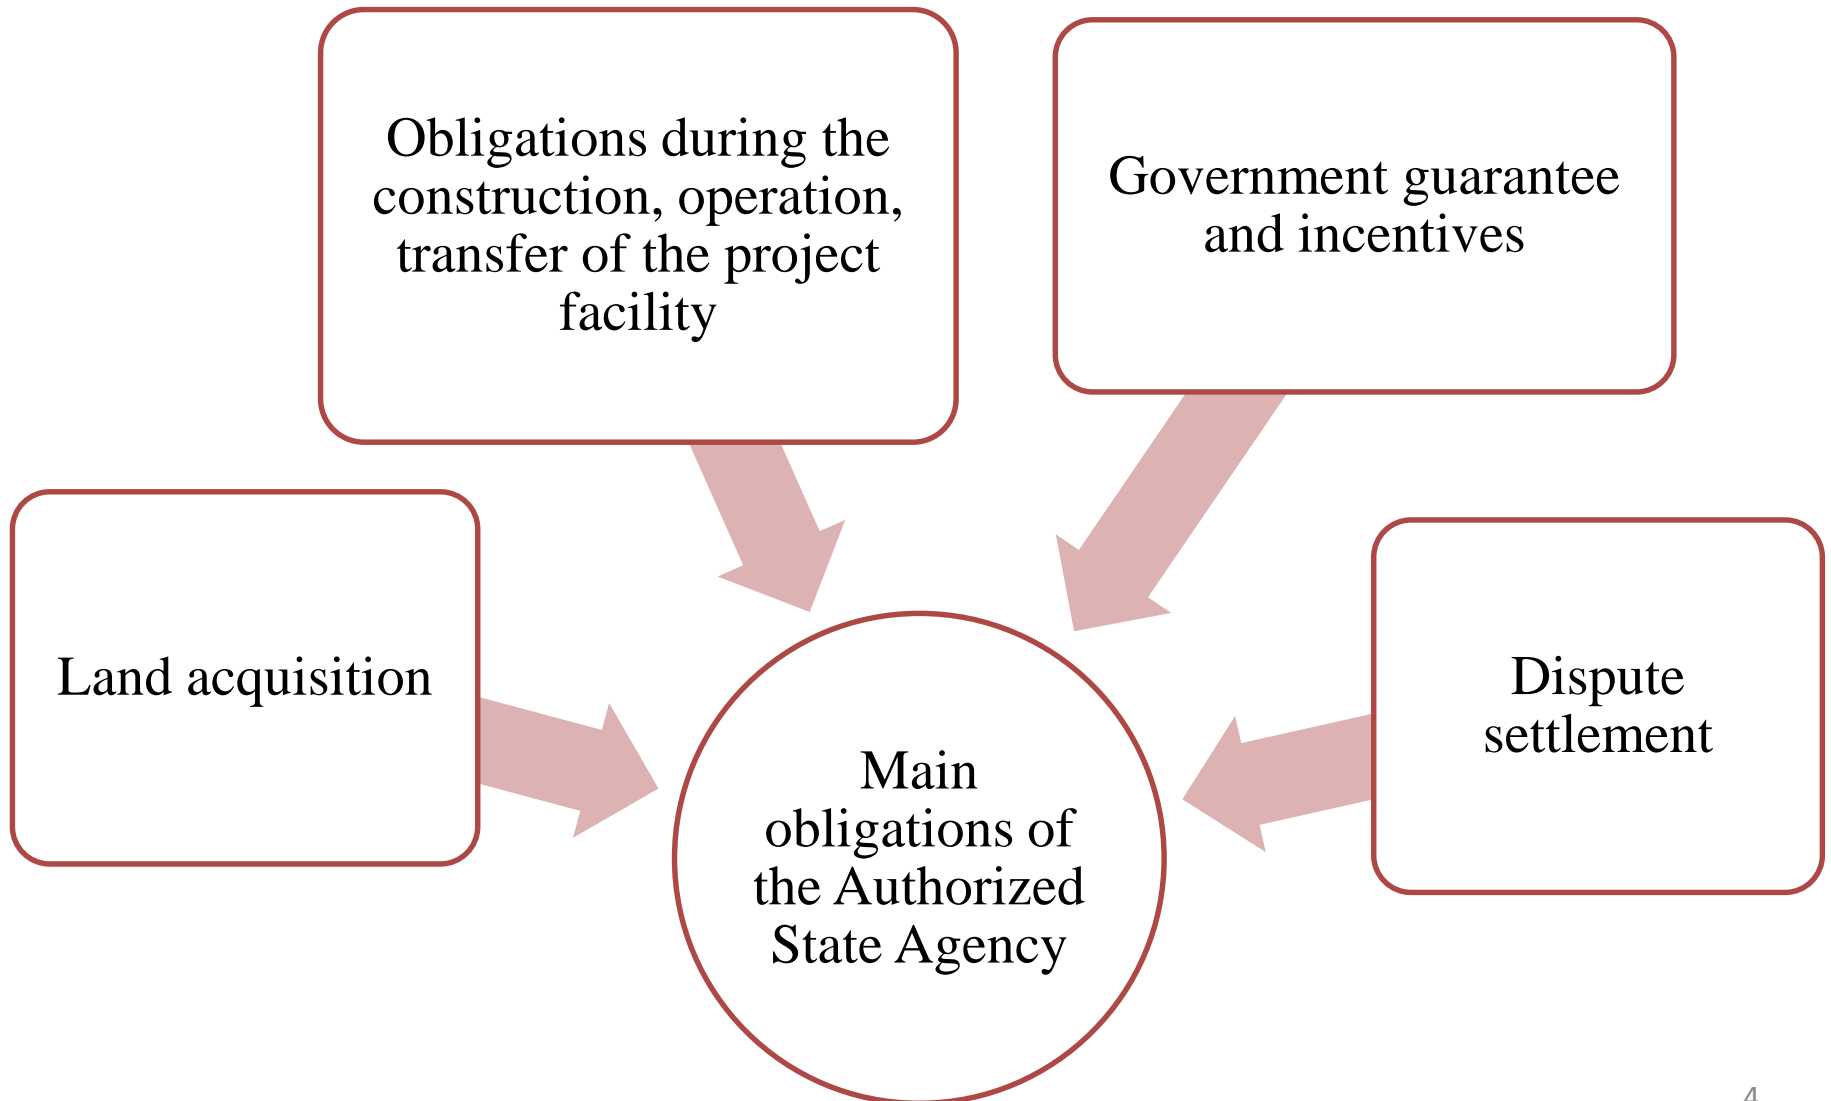 Obligations during the
construction, operation,
transfer of the project
facility
Government guarantee
and incentives
Land acquisition
Dispute
settlement
Main
obligations of
the Authorized
State Agency
4